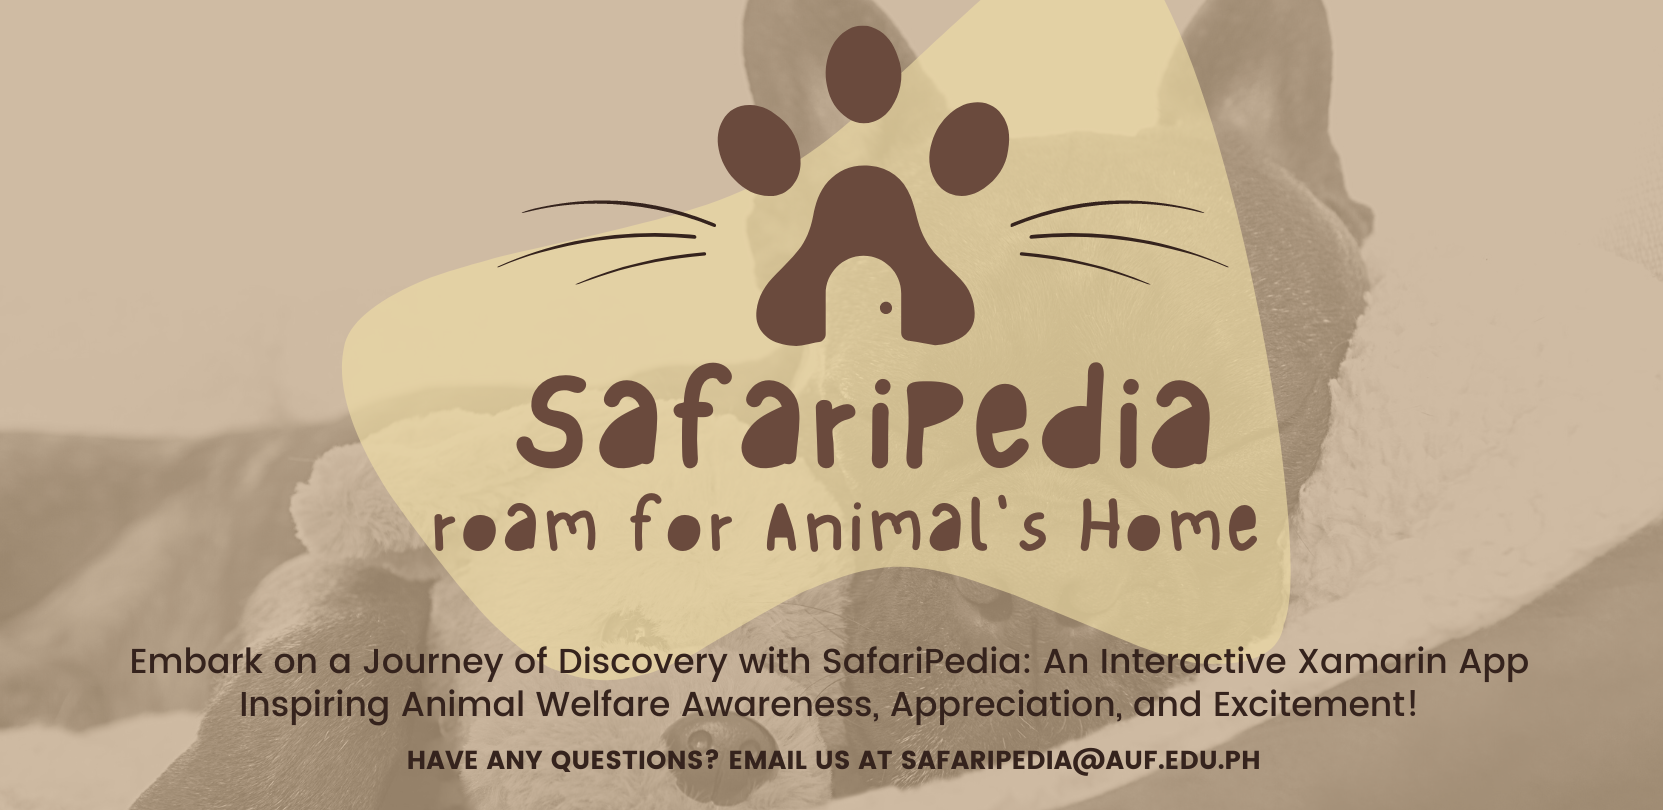 SafariPedia
roam for Animal's Home
Embark on a Journey of Discovery with SafariPedia: An Interactive Xamarin App
Inspiring Animal Welfare Awareness, Appreciation, and Excitement!
HAVE ANY QUESTIONS? EMAIL US AT SAFARIPEDIA@AUF.EDU.PH